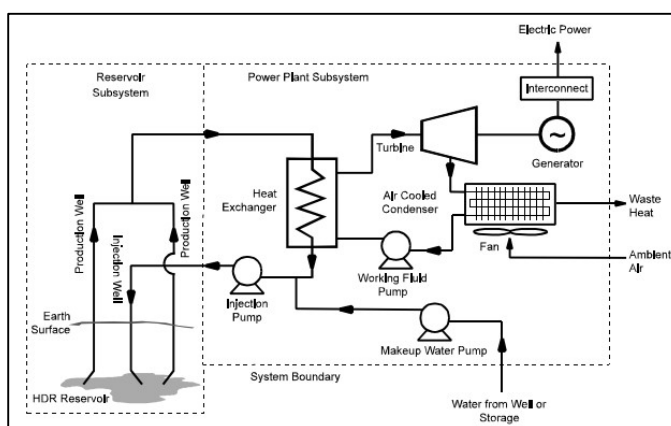 Electric Power
Reservoir
Subsystem
Power Plant Subsystem
Interconnect
Turbine
Generator
Heat
Exchanger
Air Cooled
Condenser
Waste
Heat
Fan
Ambient
Air
Production Well
Injection Well
Production Well
Working Fluid
Pump
Injection
Pump
Earth
Surface
Makeup Water Pump
HDR Reservoir
System Boundary
Water from Well or
Storage